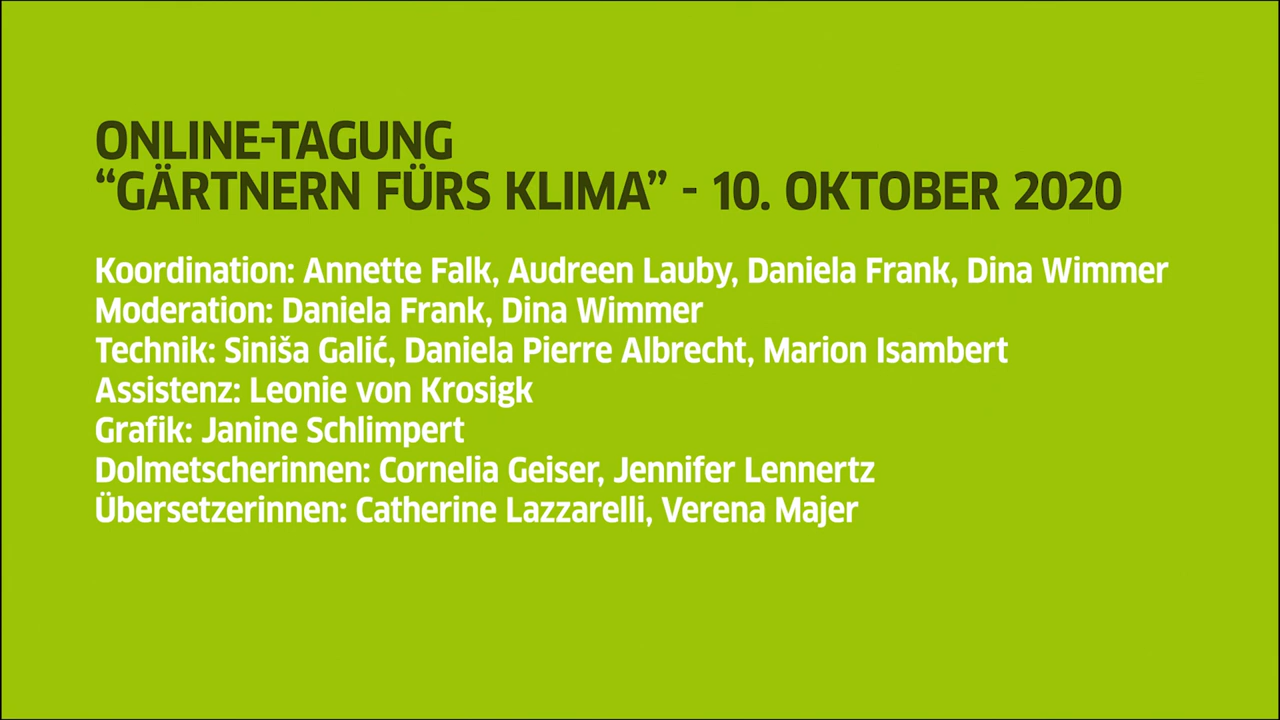 ONLINE-TAGUNG
“GÄRTNERN FÜRS KLIMA” - 10. OKTOBER 2020
Koordination: Annette Falk, Audreen Lauby, Daniela Frank, Dina Wimmer
Moderation: Daniela Frank, Dina Wimmer
Technik: Siniša Galić, Daniela Pierre Albrecht, Marion Isambert
Assistenz: Leonie von Krosigk
Grafik: Janine Schlimpert
Dolmetscherinnen: Cornelia Geiser, Jennifer Lennertz
Übersetzerinnen: Catherine Lazzarelli, Verena Majer